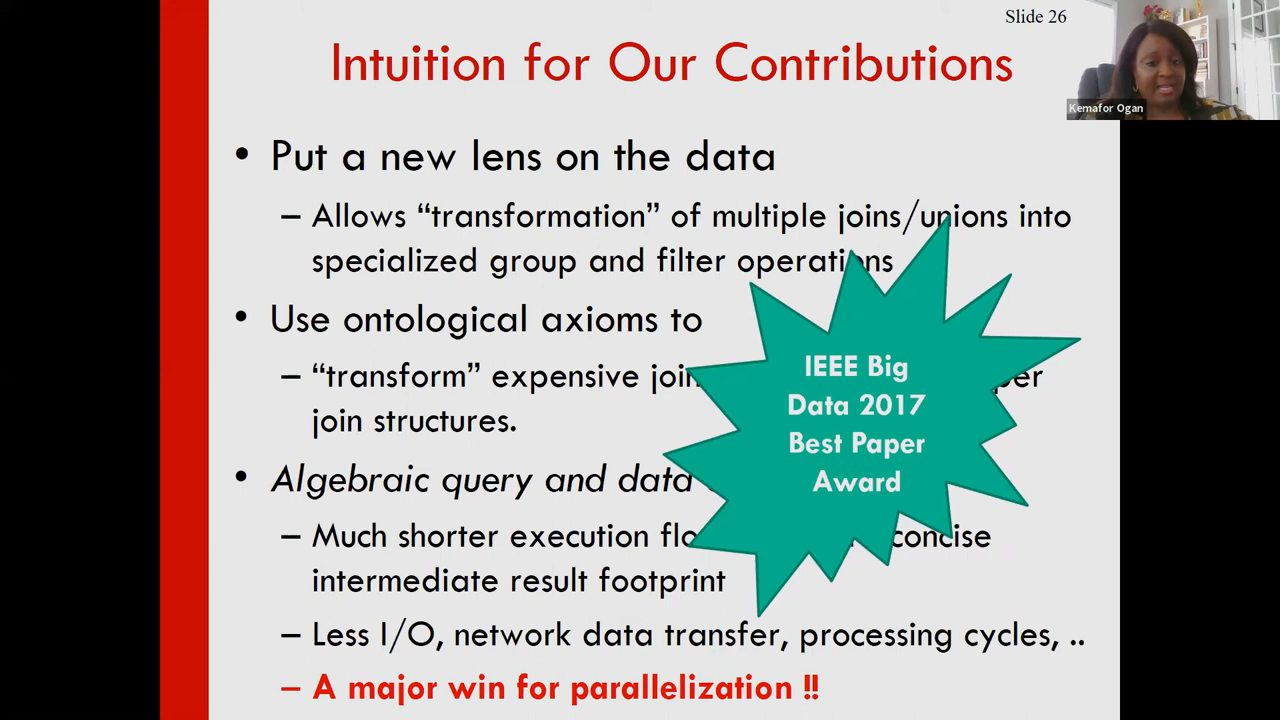 Slide 26
Intuition for Our Contributions
Kemafor Ogan
• Put a new lens on the data
– Allows “transformation” of multiple joins/unions into
specialized group and filter operations
• Use ontological axioms to
– “transform” expensive
join structures.
• Algebraic query and data
– Much shorter execution concise
intermediate result footprint
– Less I/O, network data transfer, processing cycles, ..
– A major win for parallelization !!
IEEE Big
Data 2017
Best Paper
Award